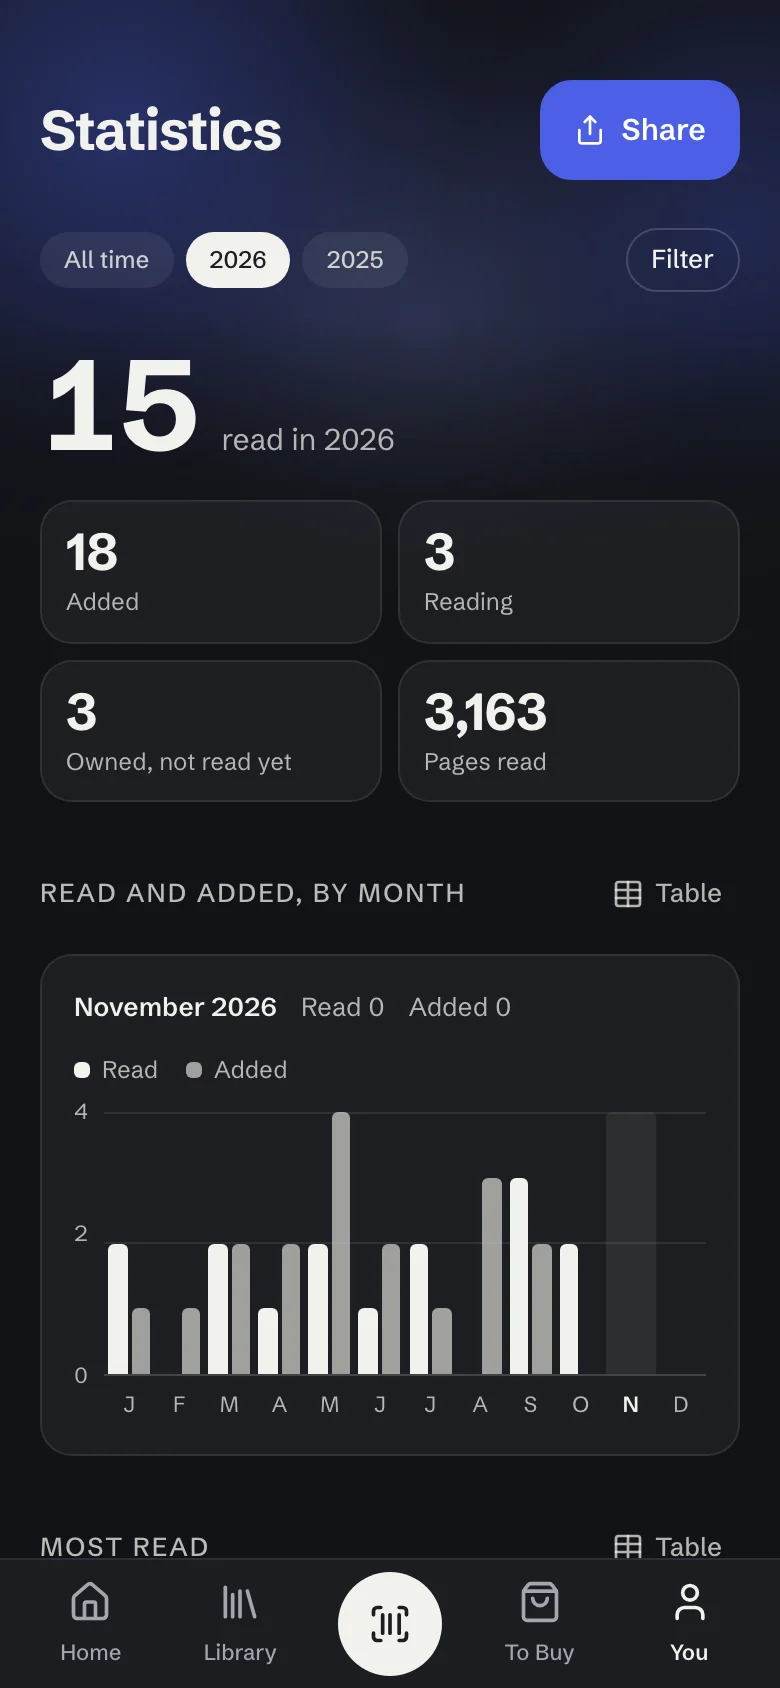 Statistics
Share
All time
2026
2025
Filter
15 read in 2026
18
Added
3
Reading
3
Owned, not read yet
3,163
Pages read
READ AND ADDED, BY MONTH
Table
November 2026 Read 0 Added 0
Read Added
4
2
0
J F M A M J J A S O N D
MOST READ
Table
Home
Library
To Buy
You